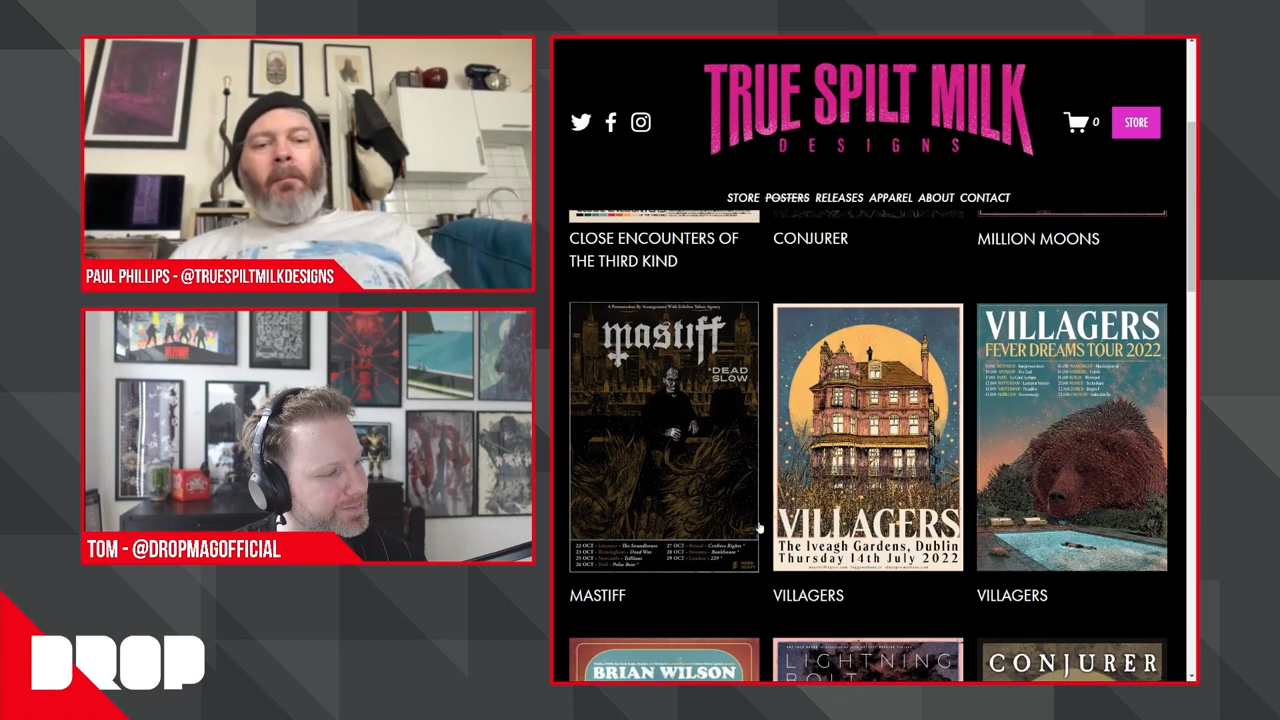 PAUL PHILLIPS - @TRUESPILTMILKDESIGNS
TOM - @DROPMAGOFFICIAL
DROP
TRUE SPILT MILK
DESIGNS
0
STORE
STORE POSTERS RELEASES APPAREL ABOUT CONTACT
CLOSE ENCOUNTERS OF
THE THIRD KIND
CONJURER
MILLION MOONS
mastiff
DEAD
SLOW
MASTIFF
VILLAGERS
The Iveagh Gardens, Dublin
Thursday 14th July 2022
VILLAGERS
VILLAGERS
FEVER DREAMS TOUR 2022
VILLAGERS
BRIAN WILSON
LIGHTNING
BOLT
CONJURER